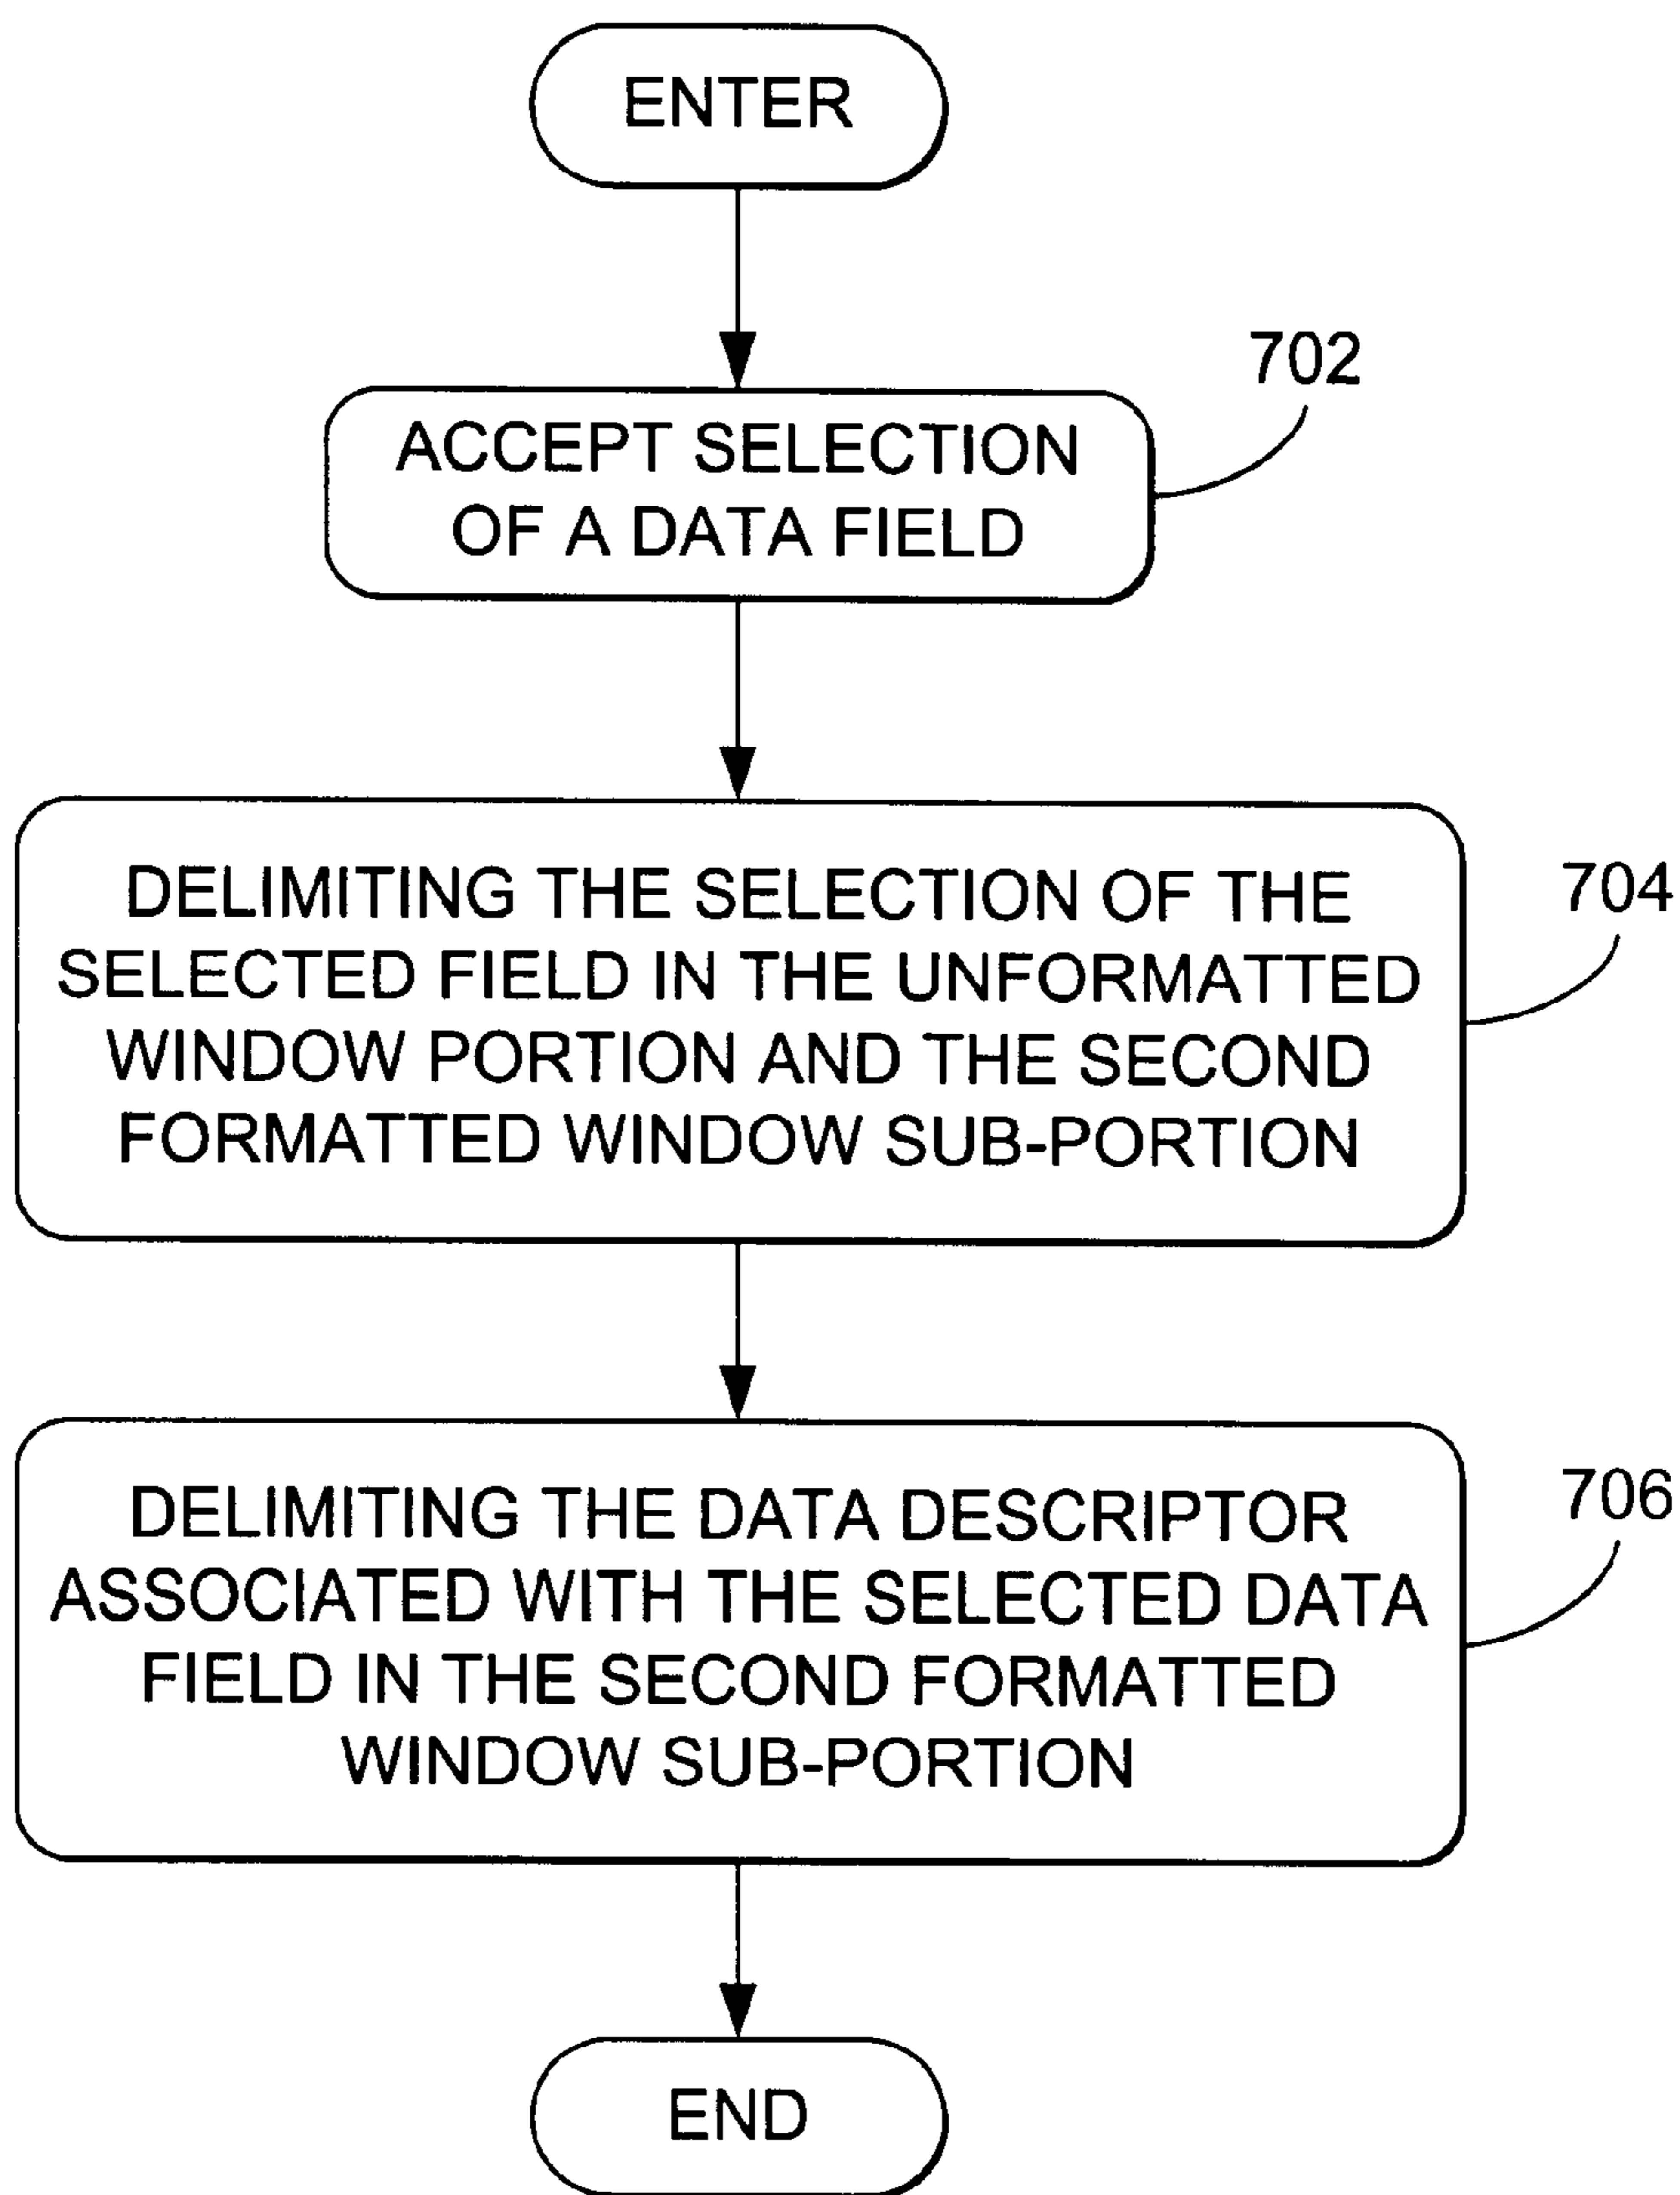 ENTER
702
ACCEPT SELECTION
OF A DATA FIELD
704
DELIMITING THE SELECTION OF THE
SELECTED FIELD IN THE UNFORMATTED
WINDOW PORTION AND THE SECOND
FORMATTED WINDOW SUB-PORTION
706
DELIMITING THE DATA DESCRIPTOR
ASSOCIATED WITH THE SELECTED DATA
FIELD IN THE SECOND FORMATTED
WINDOW SUB-PORTION
END